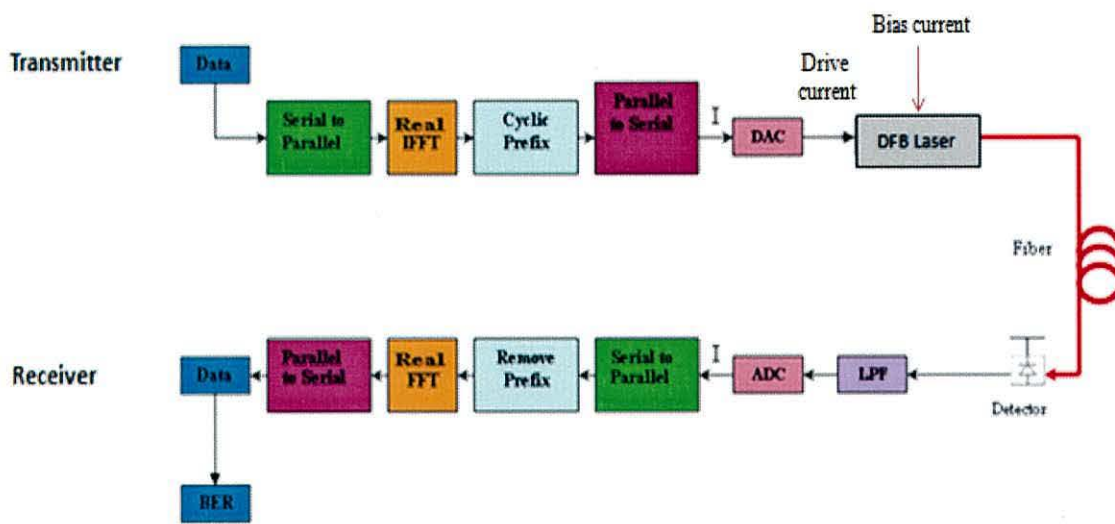 Bias current
Transmitter
Data
Drive
current
Serial to
Parallel
Real
IFFT
Cyclic
Prefix
Parallel
to Serial
I
DAC
DFB Laser
Fiber
Receiver
Data
Parallel
to Serial
Real
FFT
Remove
Prefix
Serial to
Parallel
I
ADC
LPF
Detector
BER